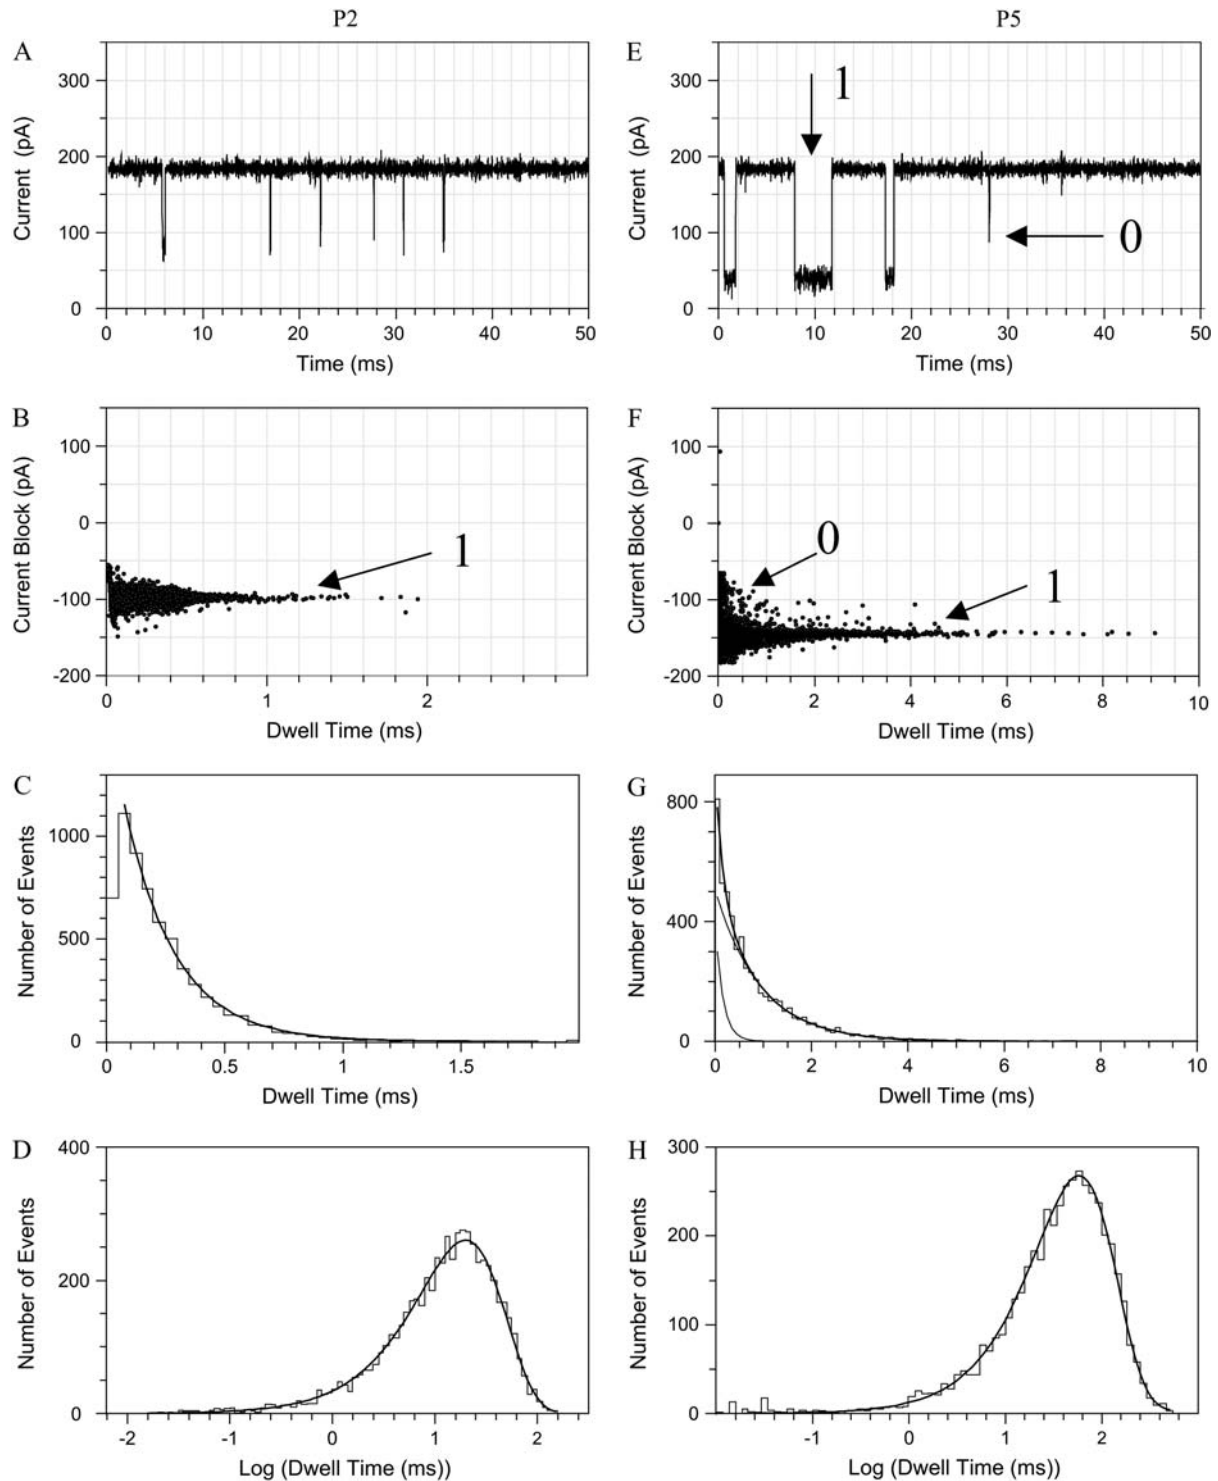 P2
P5
A
Current (pA)
300
200
100
0
0 10 20 30 40 50
Time (ms)
E
Current (pA)
300
200
100
0
1
0
0 10 20 30 40 50
Time (ms)
B
Current Block (pA)
100
0
-100
-200
1
0 1 2
Dwell Time (ms)
F
Current Block (pA)
100
0
-100
-200
0
1
0 2 4 6 8 10
Dwell Time (ms)
C
Number of Events
1000
500
0
0 0.5 1 1.5
Dwell Time (ms)
G
Number of Events
800
400
0
0 2 4 6 8 10
Dwell Time (ms)
D
Number of Events
400
200
0
-2 -1 0 1 2
Log (Dwell Time (ms))
H
Number of Events
300
200
100
0
-1 0 1 2
Log (Dwell Time (ms))